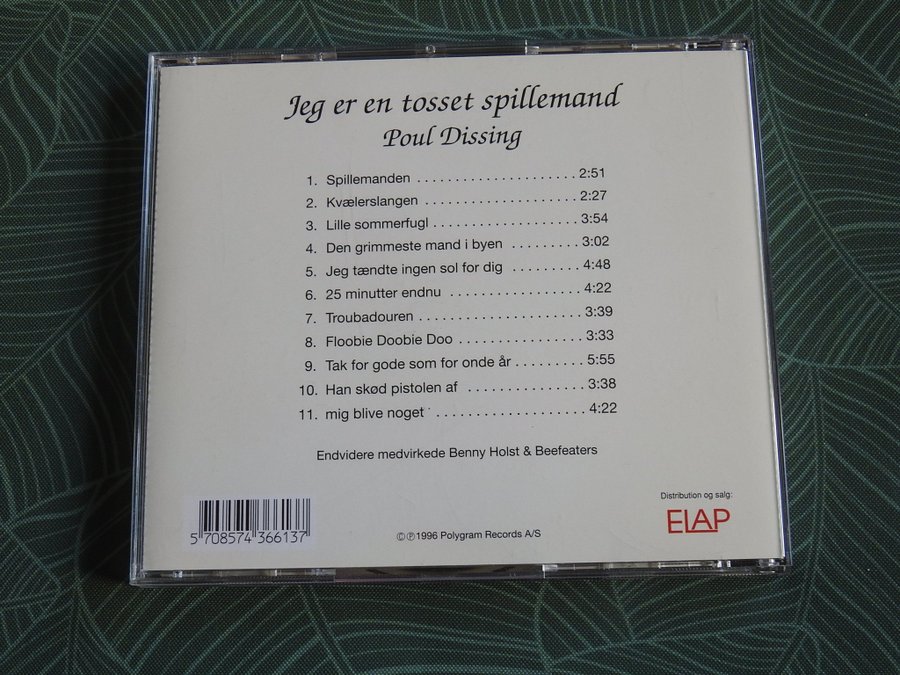 Jeg er en tosset spillemand
Poul Dissing
1. Spillemanden . . . . . . . . . . . . . . . . . . . . . 2:51
2. Kvælerslangen . . . . . . . . . . . . . . . . . . . . 2:27
3. Lille sommerfugl . . . . . . . . . . . . . . . . . . . 3:54
4. Den grimmeste mand i byen . . . . . . . . . 3:02
5. Jeg tændte ingen sol for dig . . . . . . . . . 4:48
6. 25 minutter endnu . . . . . . . . . . . . . . . . . 4:22
7. Troubadouren . . . . . . . . . . . . . . . . . . . . . 3:39
8. Floobie Doobie Doo . . . . . . . . . . . . . . . . 3:33
9. Tak for gode som for onde år . . . . . . . . . 5:55
10. Han skød pistolen af . . . . . . . . . . . . . . . 3:38
11. mig blive noget . . . . . . . . . . . . . . . . . . . . 4:22
Endvidere medvirkede Benny Holst & Beefeaters
Distribution og salg:
ELAP
5 708574 366137
©℗1996 Polygram Records A/S